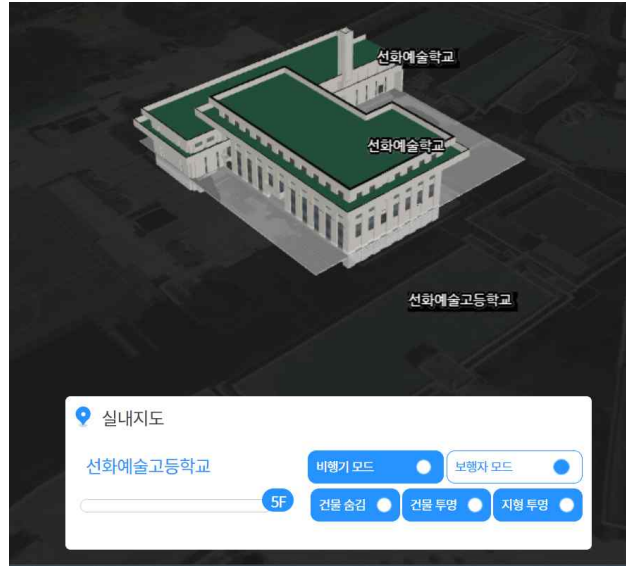 선화예술학교
선화예술학교
선화예술고등학교
실내지도
선화예술고등학교
비행기 모드
보행자 모드
5F
건물 숨김
건물 투명
지형 투명